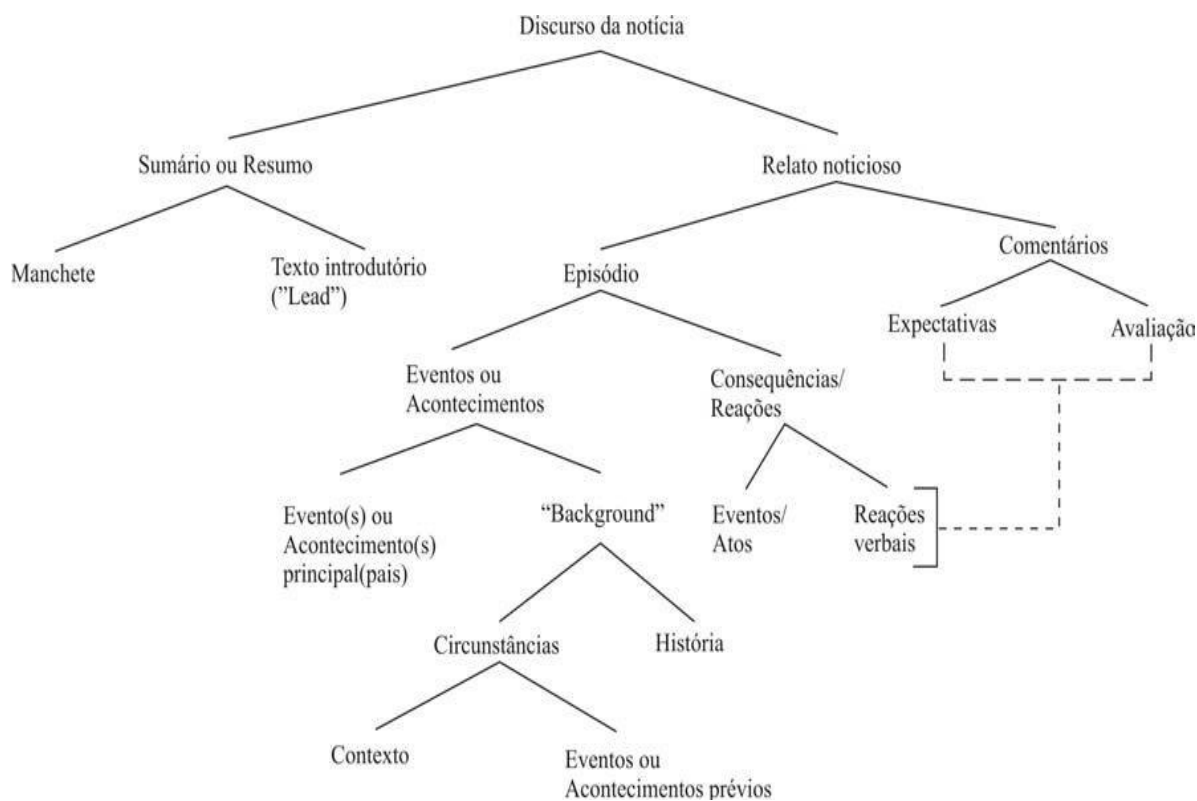 Discurso da notícia
Sumário ou Resumo
Relato noticioso
Manchete
Texto introdutório
(”Lead”)
Episódio
Comentários
Expectativas
Avaliação
Eventos ou
Acontecimentos
Consequências/
Reações
Evento(s) ou
Acontecimento(s)
principal(pais)
“Background”
Eventos/
Atos
Reações
verbais
Circunstâncias
História
Contexto
Eventos ou
Acontecimentos prévios